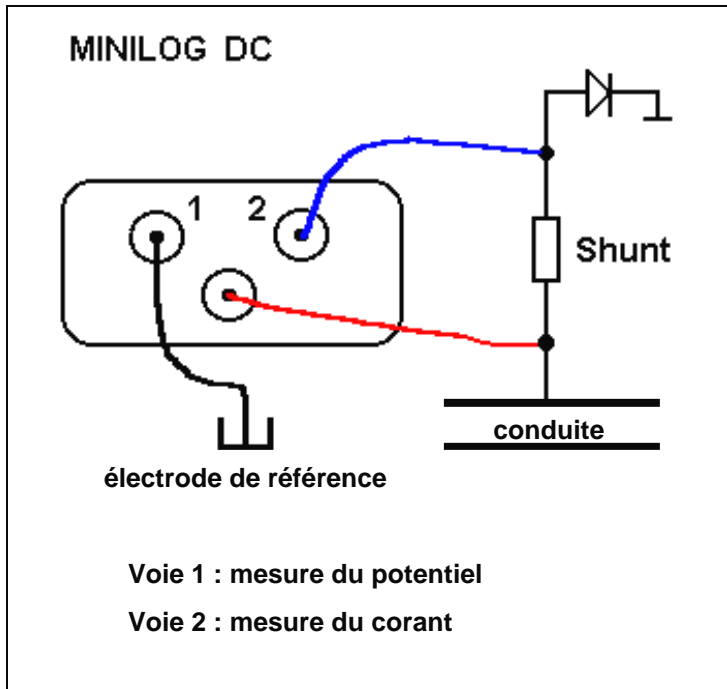 MINILOG DC
1 2
Shunt
conduite
électrode de référence
Voie 1 : mesure du potentiel
Voie 2 : mesure du corant